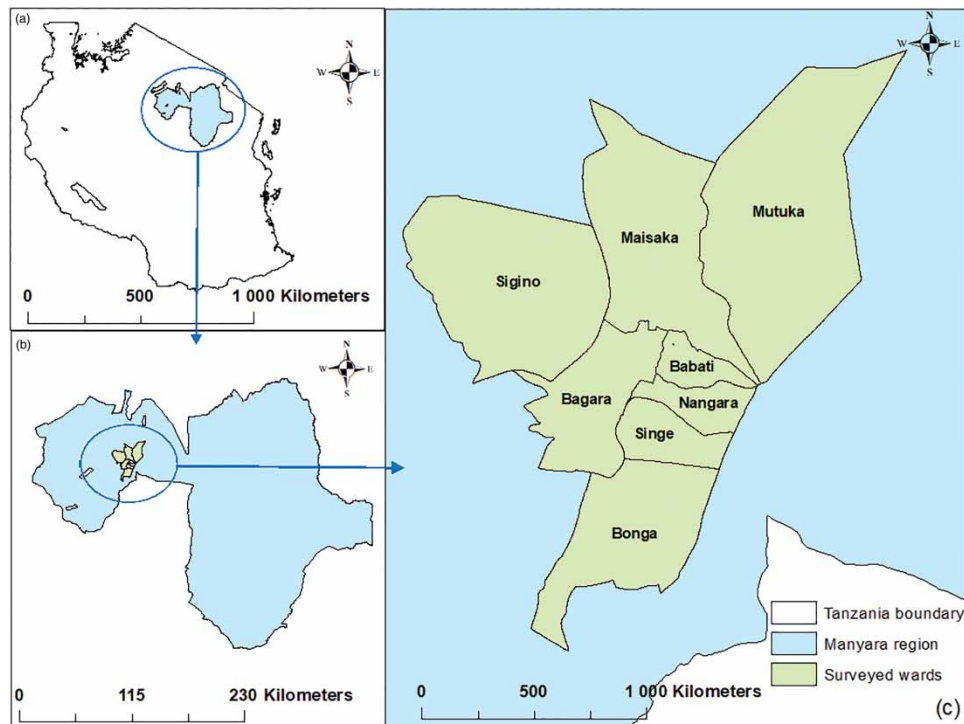 (a)
N
W E
S
0 500 1 000 Kilometers
(b)
N
W E
S
0 115 230 Kilometers
N
W E
S
Mutuka
Maisaka
Sigino
Babati
Bagara
Nangara
Singe
Bonga
Tanzania boundary
Manyara region
Surveyed wards
0 500 1 000 Kilometers
(c)